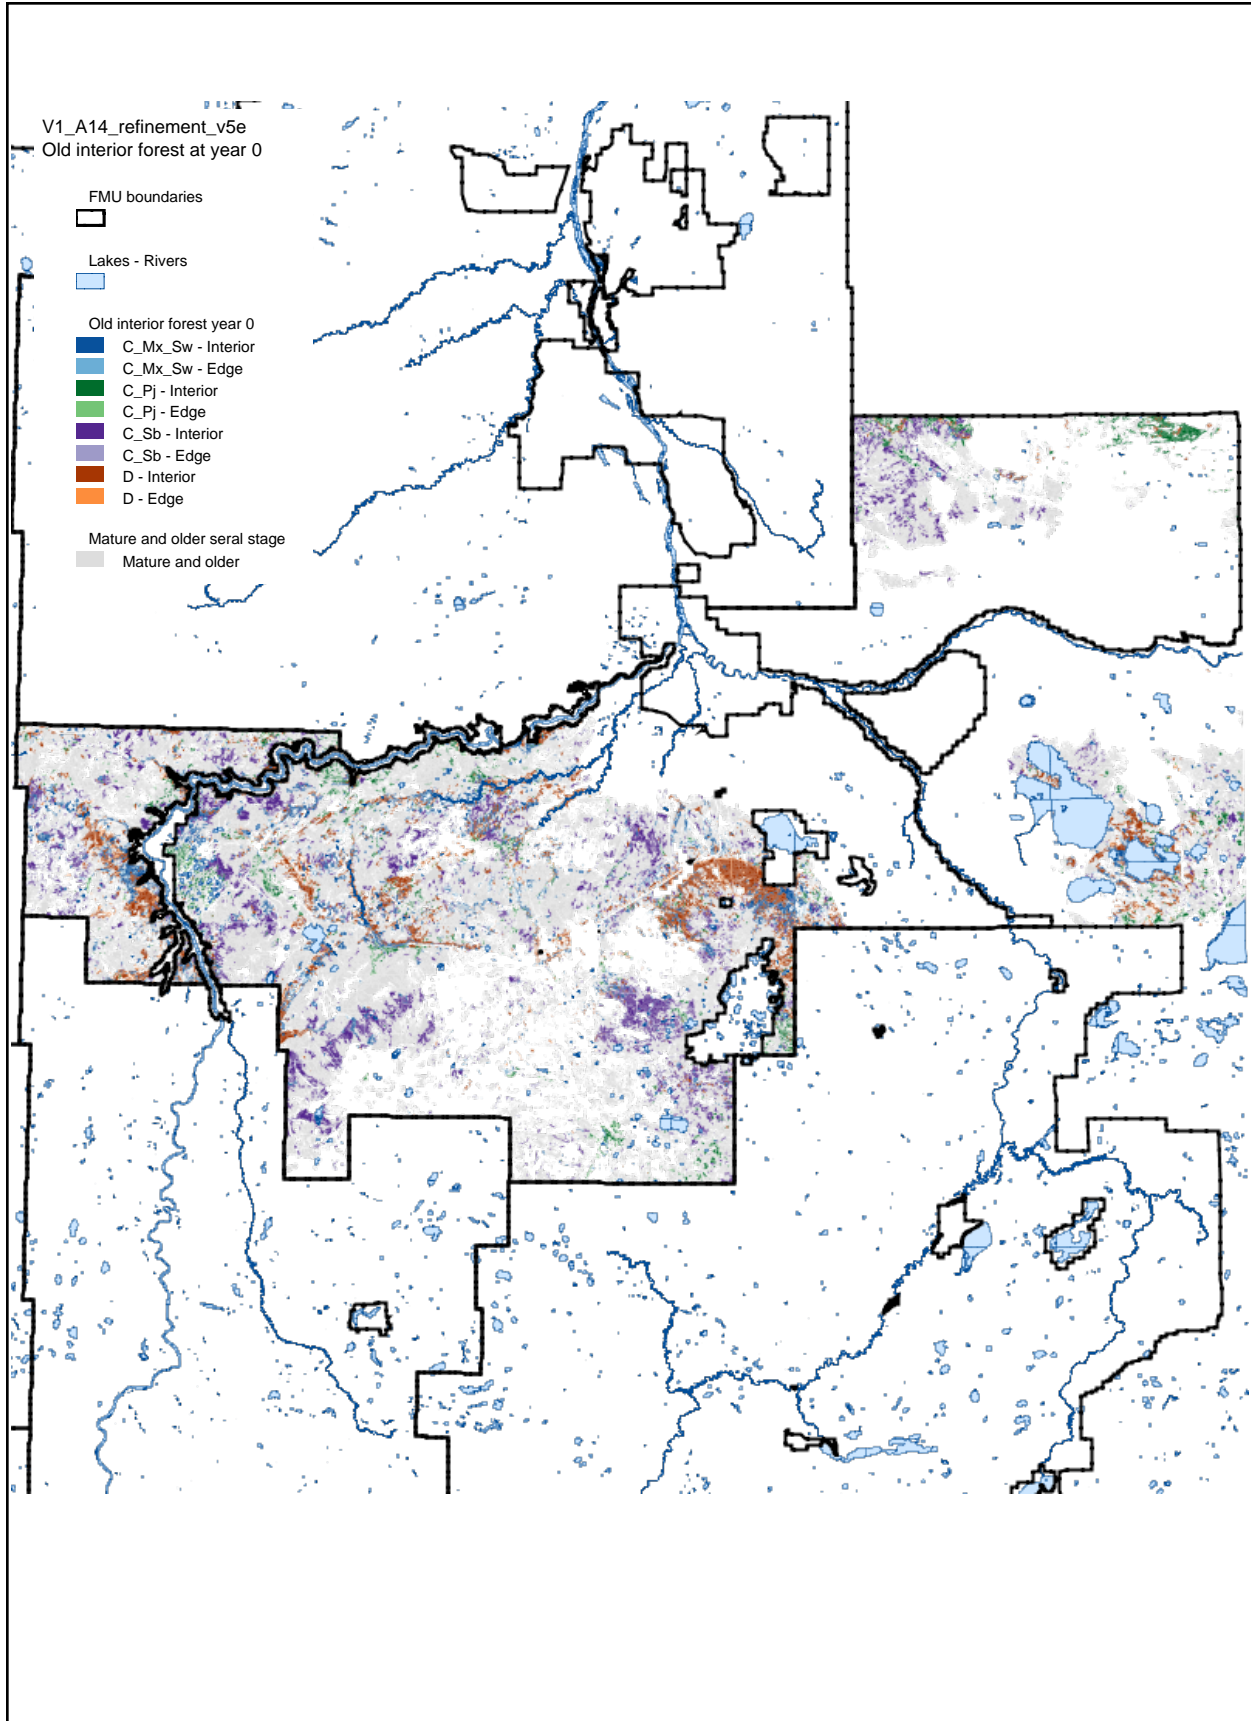 V1_A14_refinement_v5e
Old interior forest at year 0
FMU boundaries
Lakes - Rivers
Old interior forest year 0
C_Mx_Sw - Interior
C_Mx_Sw - Edge
C_Pj - Interior
C_Pj - Edge
C_Sb - Interior
C_Sb - Edge
D - Interior
D - Edge
Mature and older seral stage
Mature and older